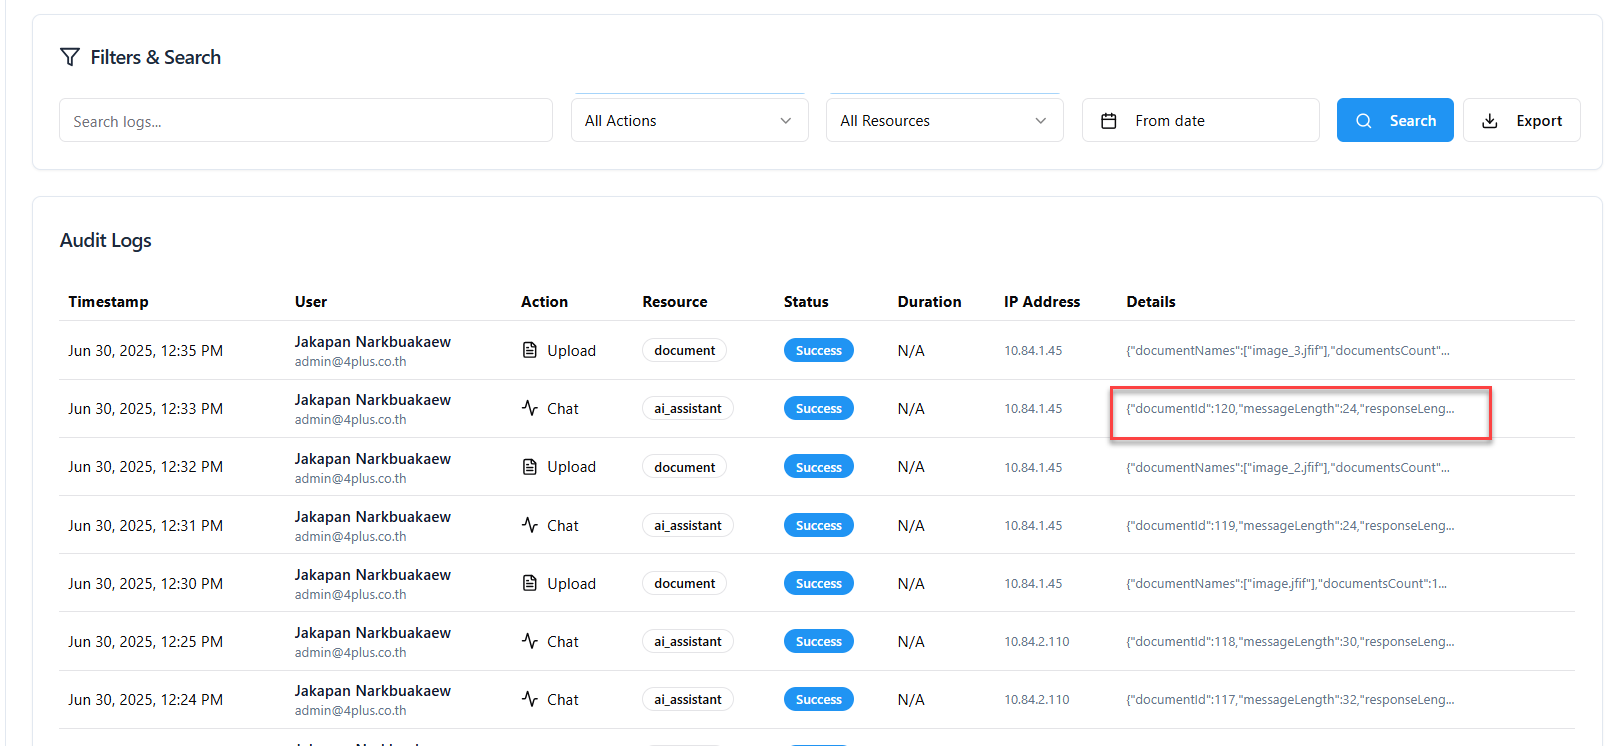 Filters & Search
Search logs... All Actions All Resources From date Search Export
Audit Logs
Timestamp User Action Resource Status Duration IP Address Details
Jun 30, 2025, 12:35 PM Jakapan Narkbuakaew Upload document Success N/A 10.84.1.45 {"documentNames":["image_3.jfif"],"documentsCount"...
admin@4plus.co.th
Jun 30, 2025, 12:33 PM Jakapan Narkbuakaew Chat ai_assistant Success N/A 10.84.1.45 {"documentId":120,"messageLength":24,"responseLeng...
admin@4plus.co.th
Jun 30, 2025, 12:32 PM Jakapan Narkbuakaew Upload document Success N/A 10.84.1.45 {"documentNames":["image_2.jfif"],"documentsCount"...
admin@4plus.co.th
Jun 30, 2025, 12:31 PM Jakapan Narkbuakaew Chat ai_assistant Success N/A 10.84.1.45 {"documentId":119,"messageLength":24,"responseLeng...
admin@4plus.co.th
Jun 30, 2025, 12:30 PM Jakapan Narkbuakaew Upload document Success N/A 10.84.1.45 {"documentNames":["image.jfif"],"documentsCount":1...
admin@4plus.co.th
Jun 30, 2025, 12:25 PM Jakapan Narkbuakaew Chat ai_assistant Success N/A 10.84.2.110 {"documentId":118,"messageLength":30,"responseLeng...
admin@4plus.co.th
Jun 30, 2025, 12:24 PM Jakapan Narkbuakaew Chat ai_assistant Success N/A 10.84.2.110 {"documentId":117,"messageLength":32,"responseLeng...
admin@4plus.co.th